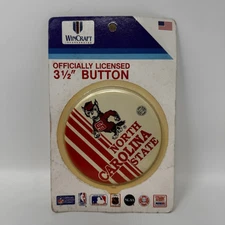 WINCRAFT
OFFICIALLY LICENSED
3½" BUTTON
NORTH
CAROLINA
STATE